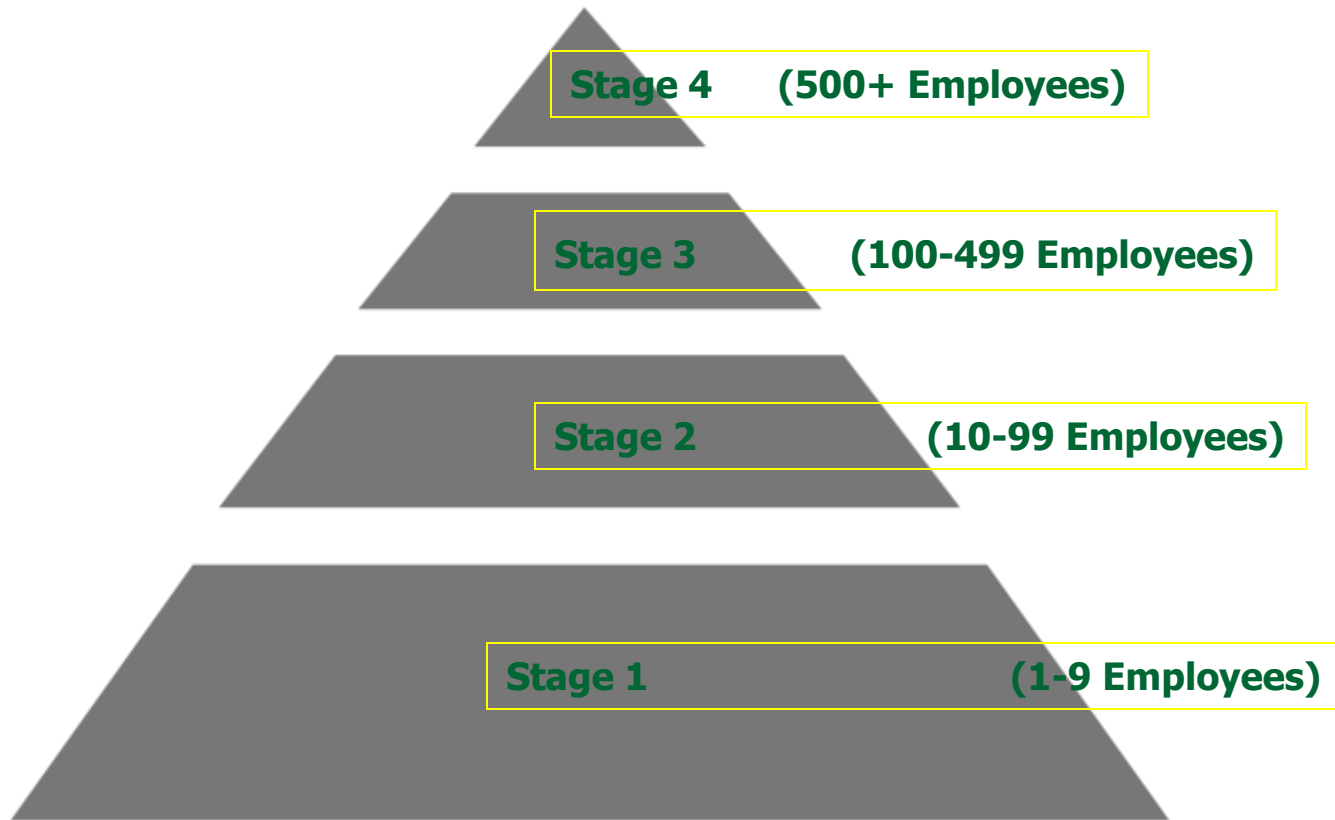 Stage 4 (500+ Employees)
Stage 3 (100-499 Employees)
Stage 2 (10-99 Employees)
Stage 1 (1-9 Employees)